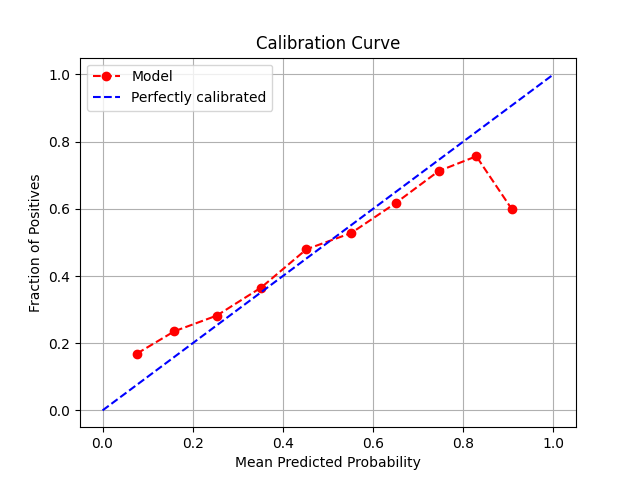 Calibration Curve
Model
Perfectly calibrated
1.0
0.8
0.6
0.4
0.2
0.0
Fraction of Positives
0.0 0.2 0.4 0.6 0.8 1.0
Mean Predicted Probability